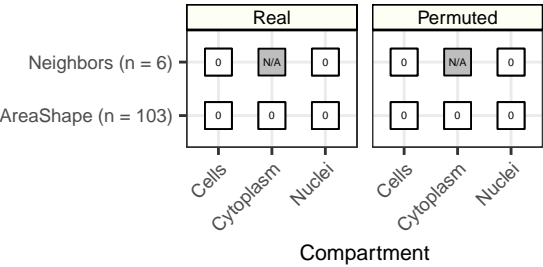 Real Permuted
Neighbors (n = 6) 0 N/A 0 0 N/A 0
AreaShape (n = 103) 0 0 0 0 0 0
Cells Cytoplasm Nuclei Cells Cytoplasm Nuclei
Compartment